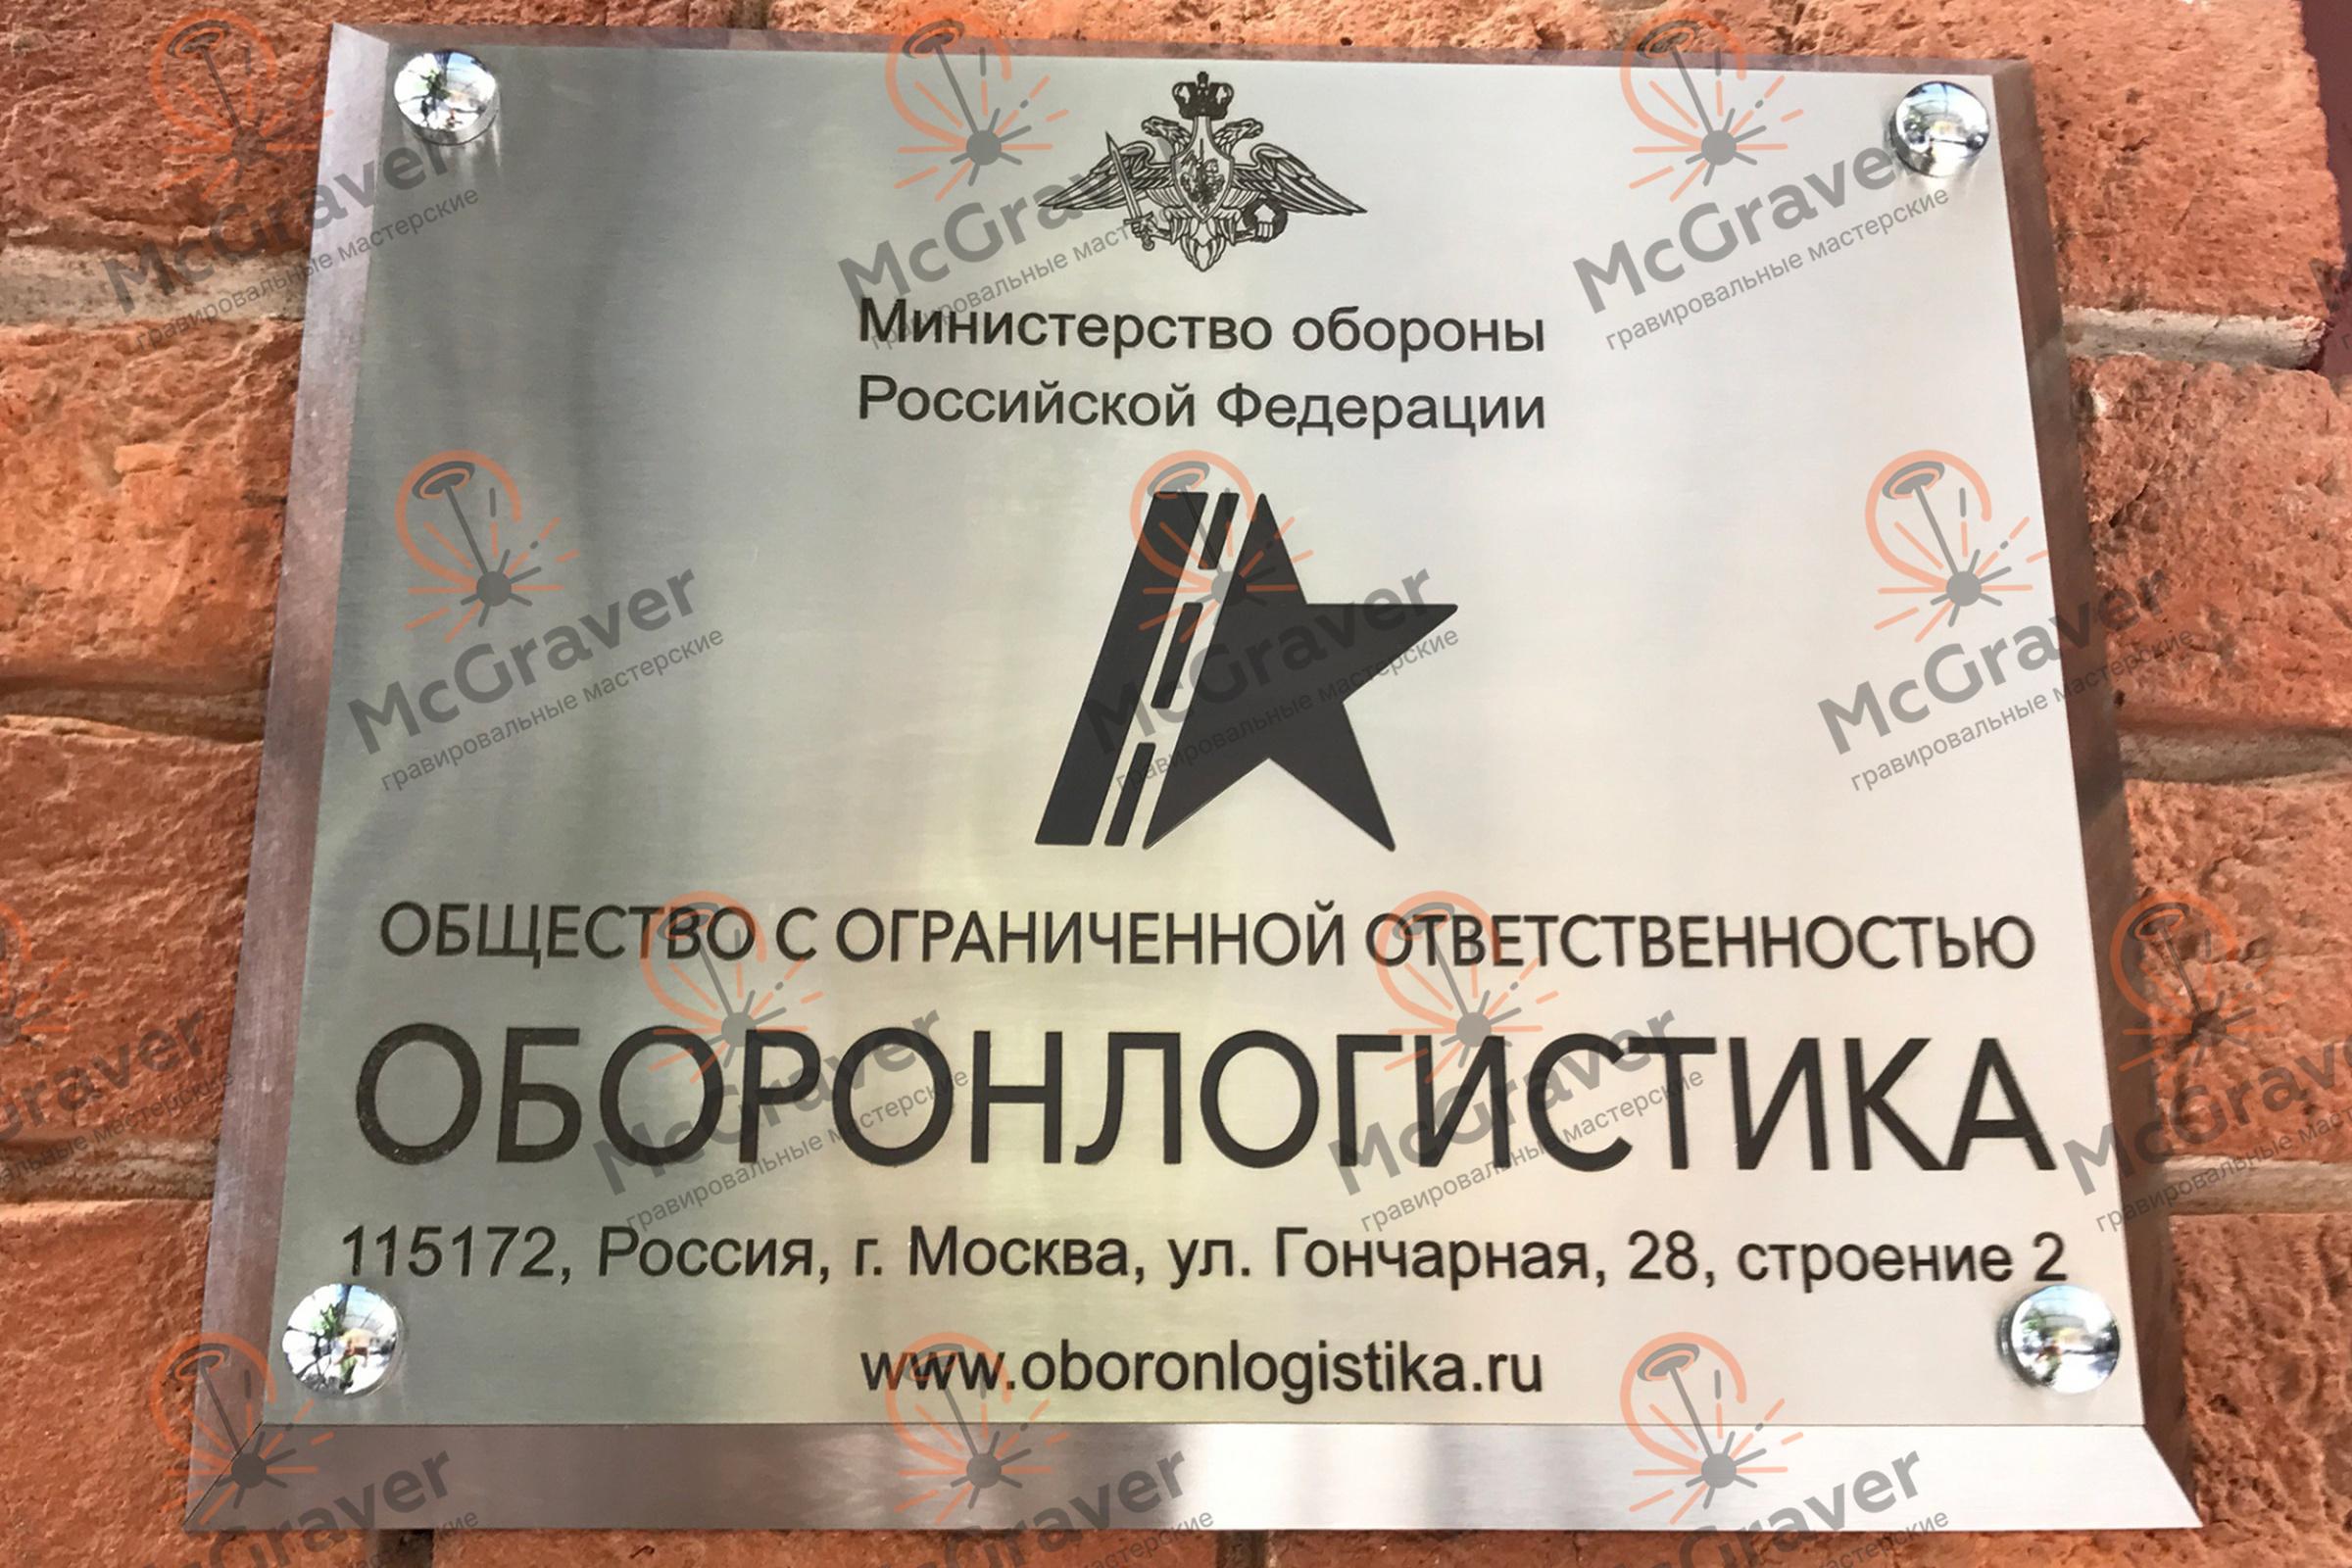 Министерство обороны
Российской Федерации
ОБЩЕСТВО С ОГРАНИЧЕННОЙ ОТВЕТСТВЕННОСТЬЮ
ОБОРОНЛОГИСТИКА
115172, Россия, г. Москва, ул. Гончарная, 28, строение 2
www.oboronlogistika.ru
McGraver
гравировальные мастерские